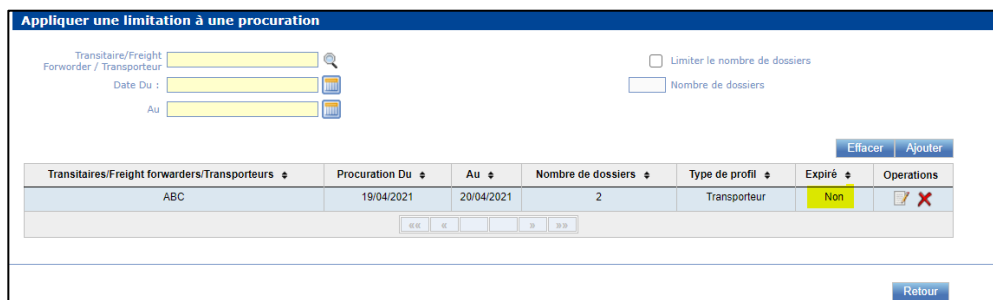 Appliquer une limitation à une procuration
Transitaire/Freight
Forworder / Transporteur
Limiter le nombre de dossiers
Date Du :
Nombre de dossiers
Au
Effacer Ajouter
Transitaires/Freight forwarders/Transporteurs Procuration Du Au Nombre de dossiers Type de profil Expiré Operations
ABC 19/04/2021 20/04/2021 2 Transporteur Non
«« « » »»
Retour